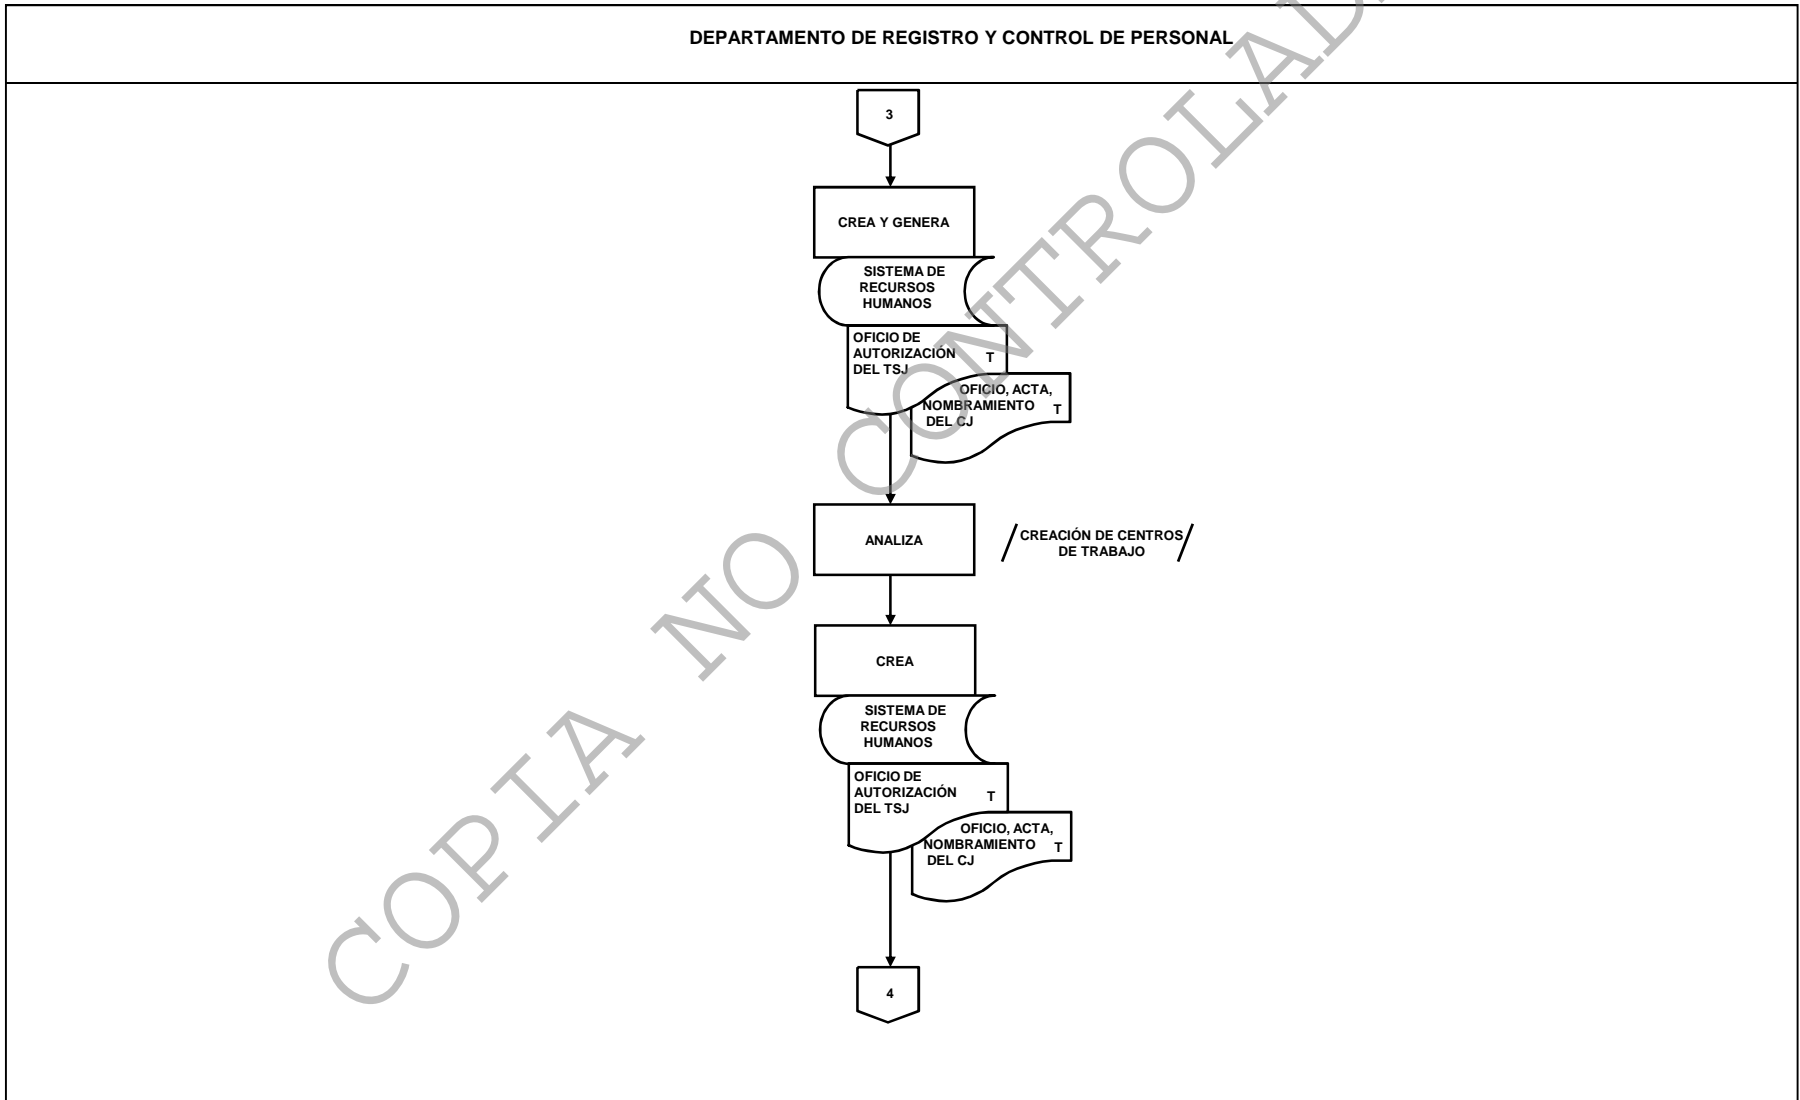 DEPARTAMENTO DE REGISTRO Y CONTROL DE PERSONAL
3
CREA Y GENERA
SISTEMA DE
RECURSOS
HUMANOS
OFICIO DE
AUTORIZACIÓN
DEL TSJ
T
OFICIO, ACTA,
NOMBRAMIENTO
DEL CJ
T
ANALIZA
CREACIÓN DE CENTROS
DE TRABAJO
CREA
SISTEMA DE
RECURSOS
HUMANOS
OFICIO DE
AUTORIZACIÓN
DEL TSJ
T
OFICIO, ACTA,
NOMBRAMIENTO
DEL CJ
T
4
COPIA NO CONTROLAD